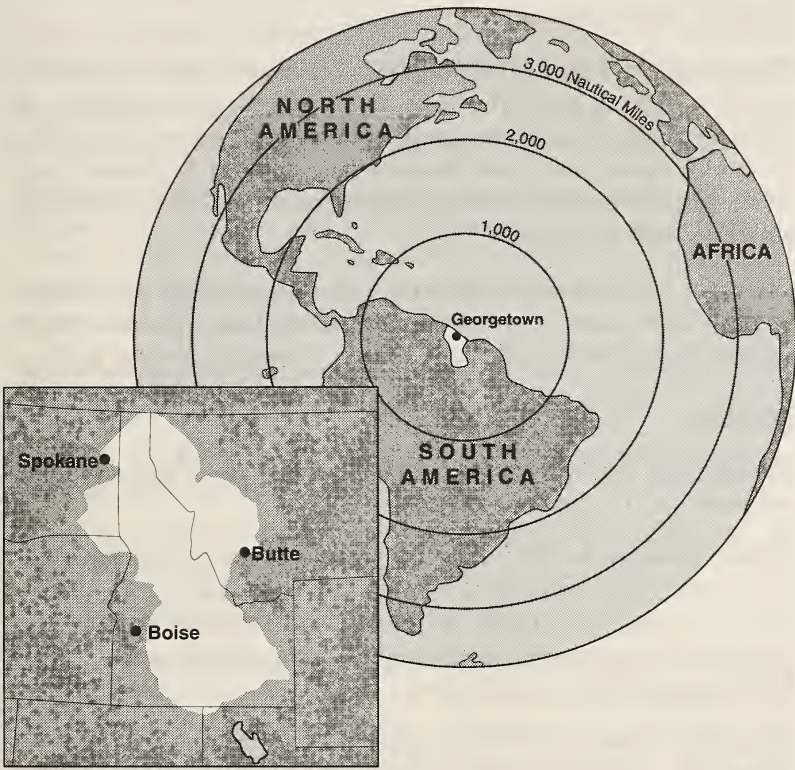 3,000 Nautical Miles
NORTH
AMERICA
2,000
1,000
AFRICA
Georgetown
SOUTH
AMERICA
Spokane
Butte
Boise